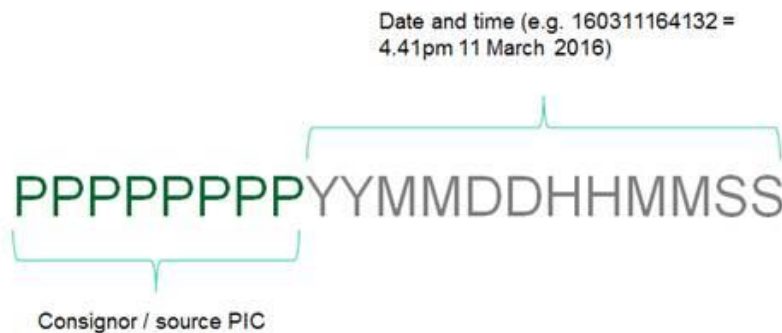 Date and time (e.g. 160311164132 =
4.41pm 11 March 2016)
PPPPPPPPYYMMDDHHMMSS
Consignor / source PIC